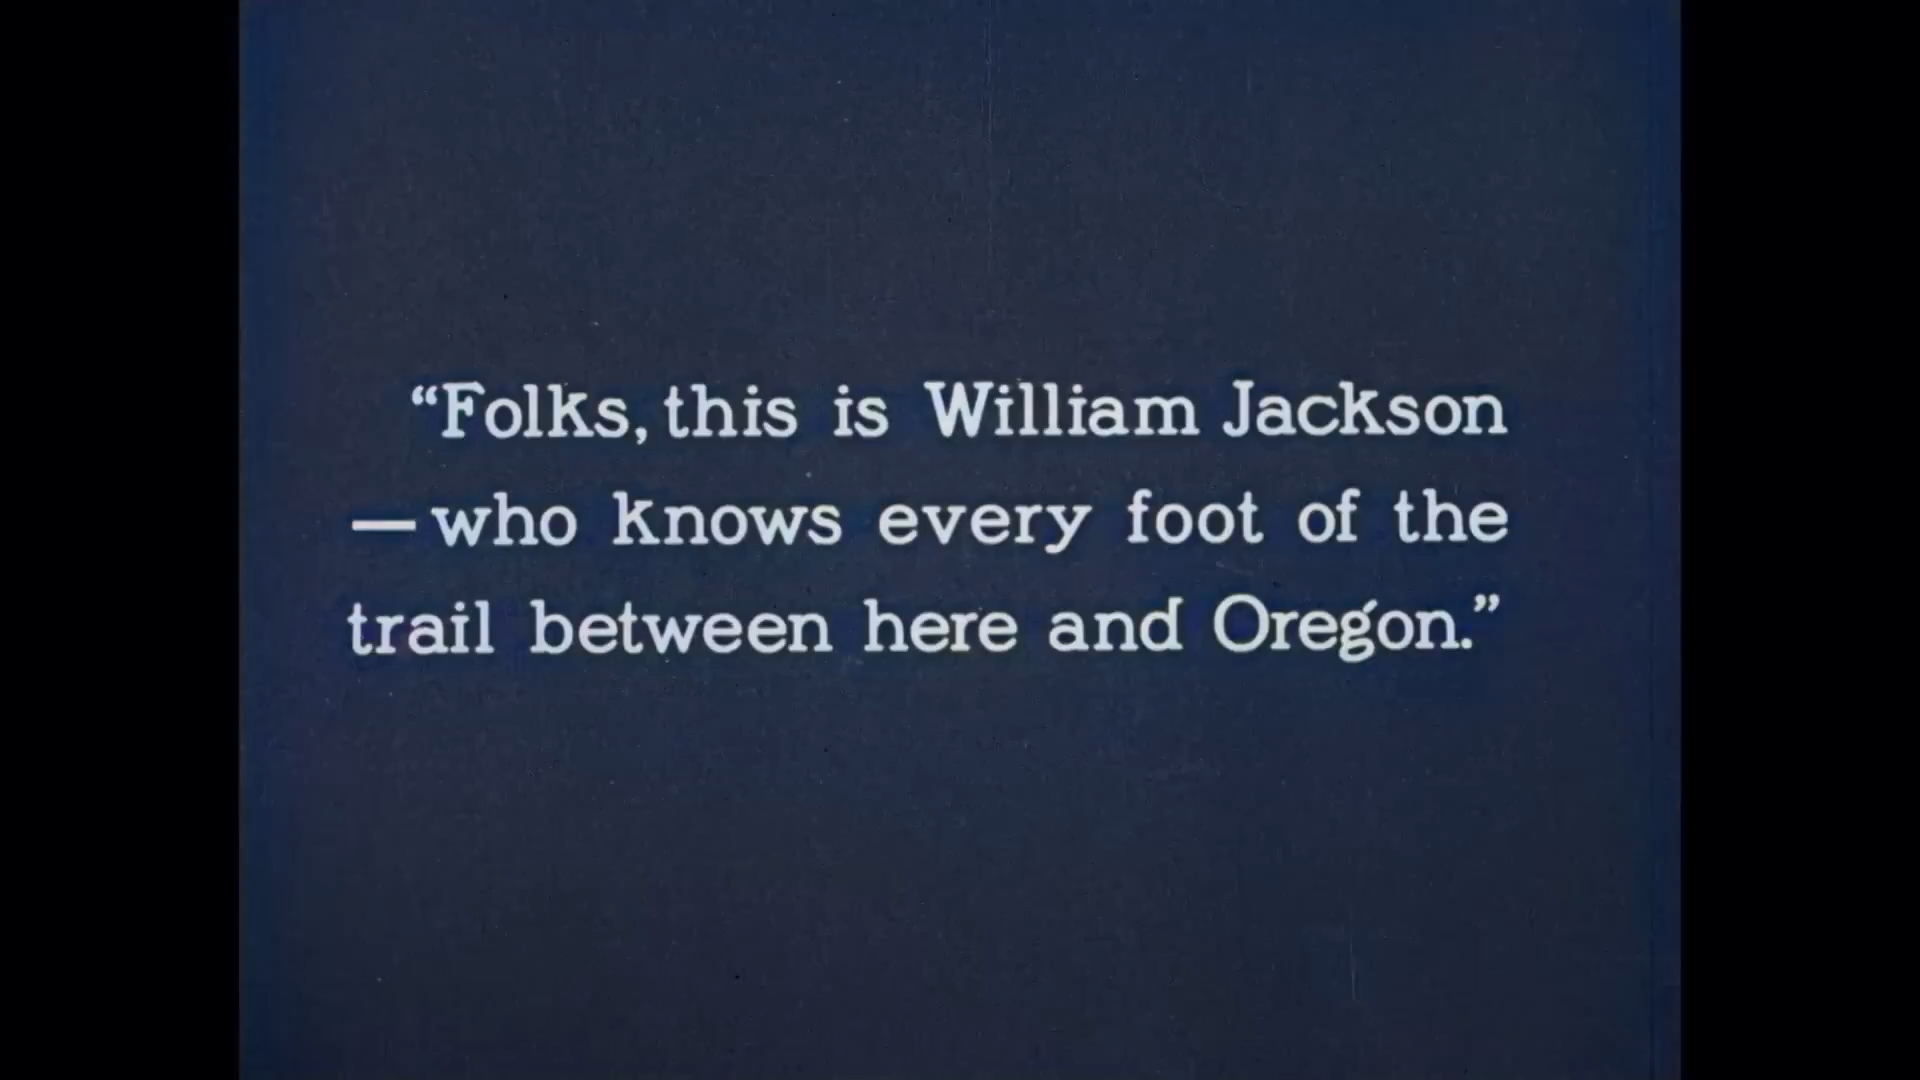 “Folks, this is William Jackson
—who knows every foot of the
trail between here and Oregon.”